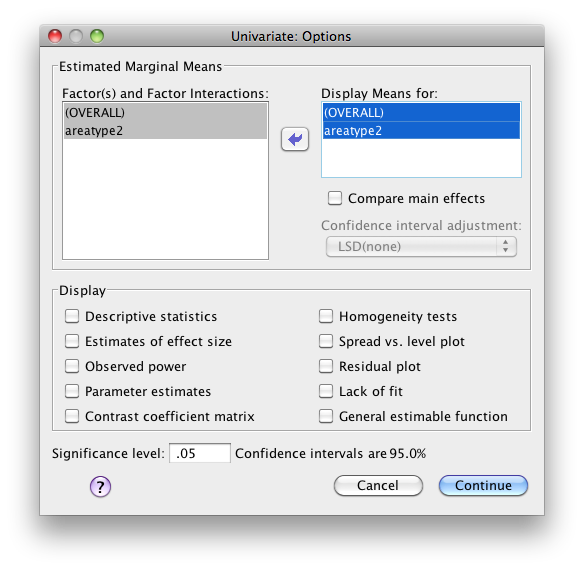 Univariate: Options
Estimated Marginal Means
Factor(s) and Factor Interactions:
(OVERALL)
areatype2
Display Means for:
(OVERALL)
areatype2
Compare main effects
Confidence interval adjustment:
LSD(none)
Display
Descriptive statistics
Estimates of effect size
Observed power
Parameter estimates
Contrast coefficient matrix
Homogeneity tests
Spread vs. level plot
Residual plot
Lack of fit
General estimable function
Significance level: .05 Confidence intervals are 95.0%
?
Cancel
Continue